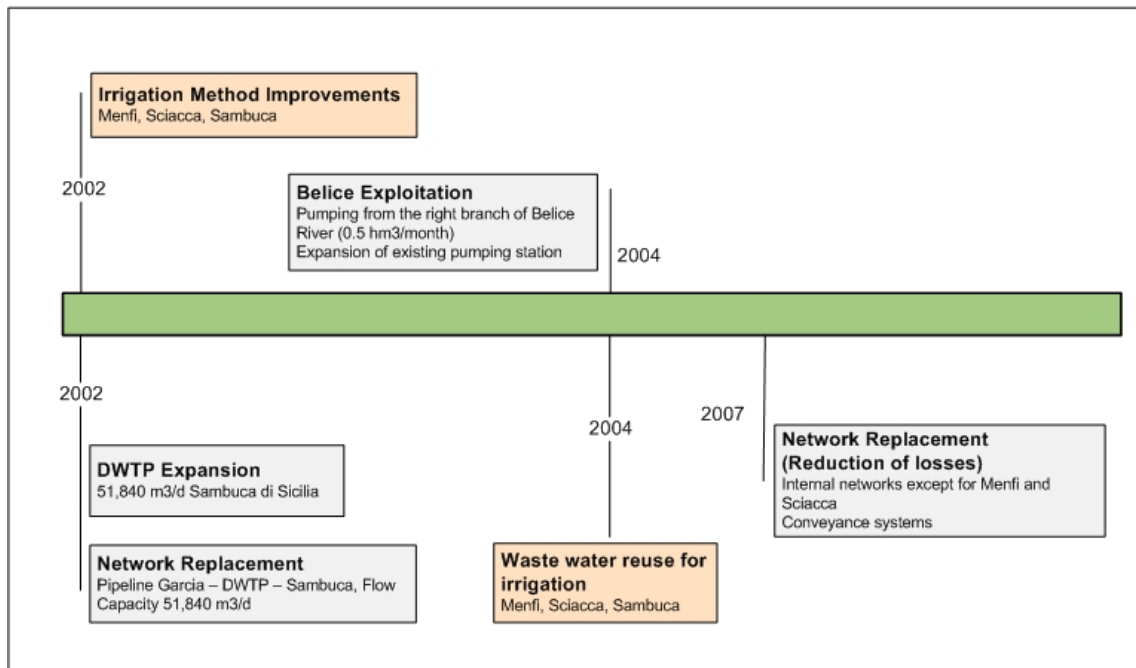 Irrigation Method Improvements
Menfi, Sciacca, Sambuca
2002
Belice Exploitation
Pumping from the right branch of Belice
River (0.5 hm3/month)
Expansion of existing pumping station
2004
2002
DWTP Expansion
51,840 m3/d Sambuca di Sicilia
Network Replacement
Pipeline Garcia – DWTP – Sambuca, Flow
Capacity 51,840 m3/d
2004
Waste water reuse for
irrigation
Menfi, Sciacca, Sambuca
2007
Network Replacement
(Reduction of losses)
Internal networks except for Menfi and
Sciacca
Conveyance systems